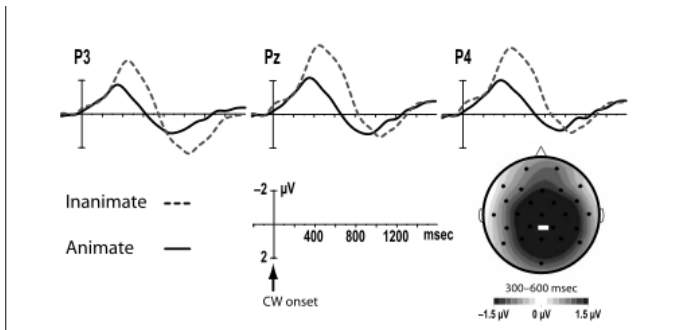 P3
Pz
P4
Inanimate
Animate
−2 μV
400 800 1200 msec
2
CW onset
300–600 msec
−1.5 μV 0 μV 1.5 μV